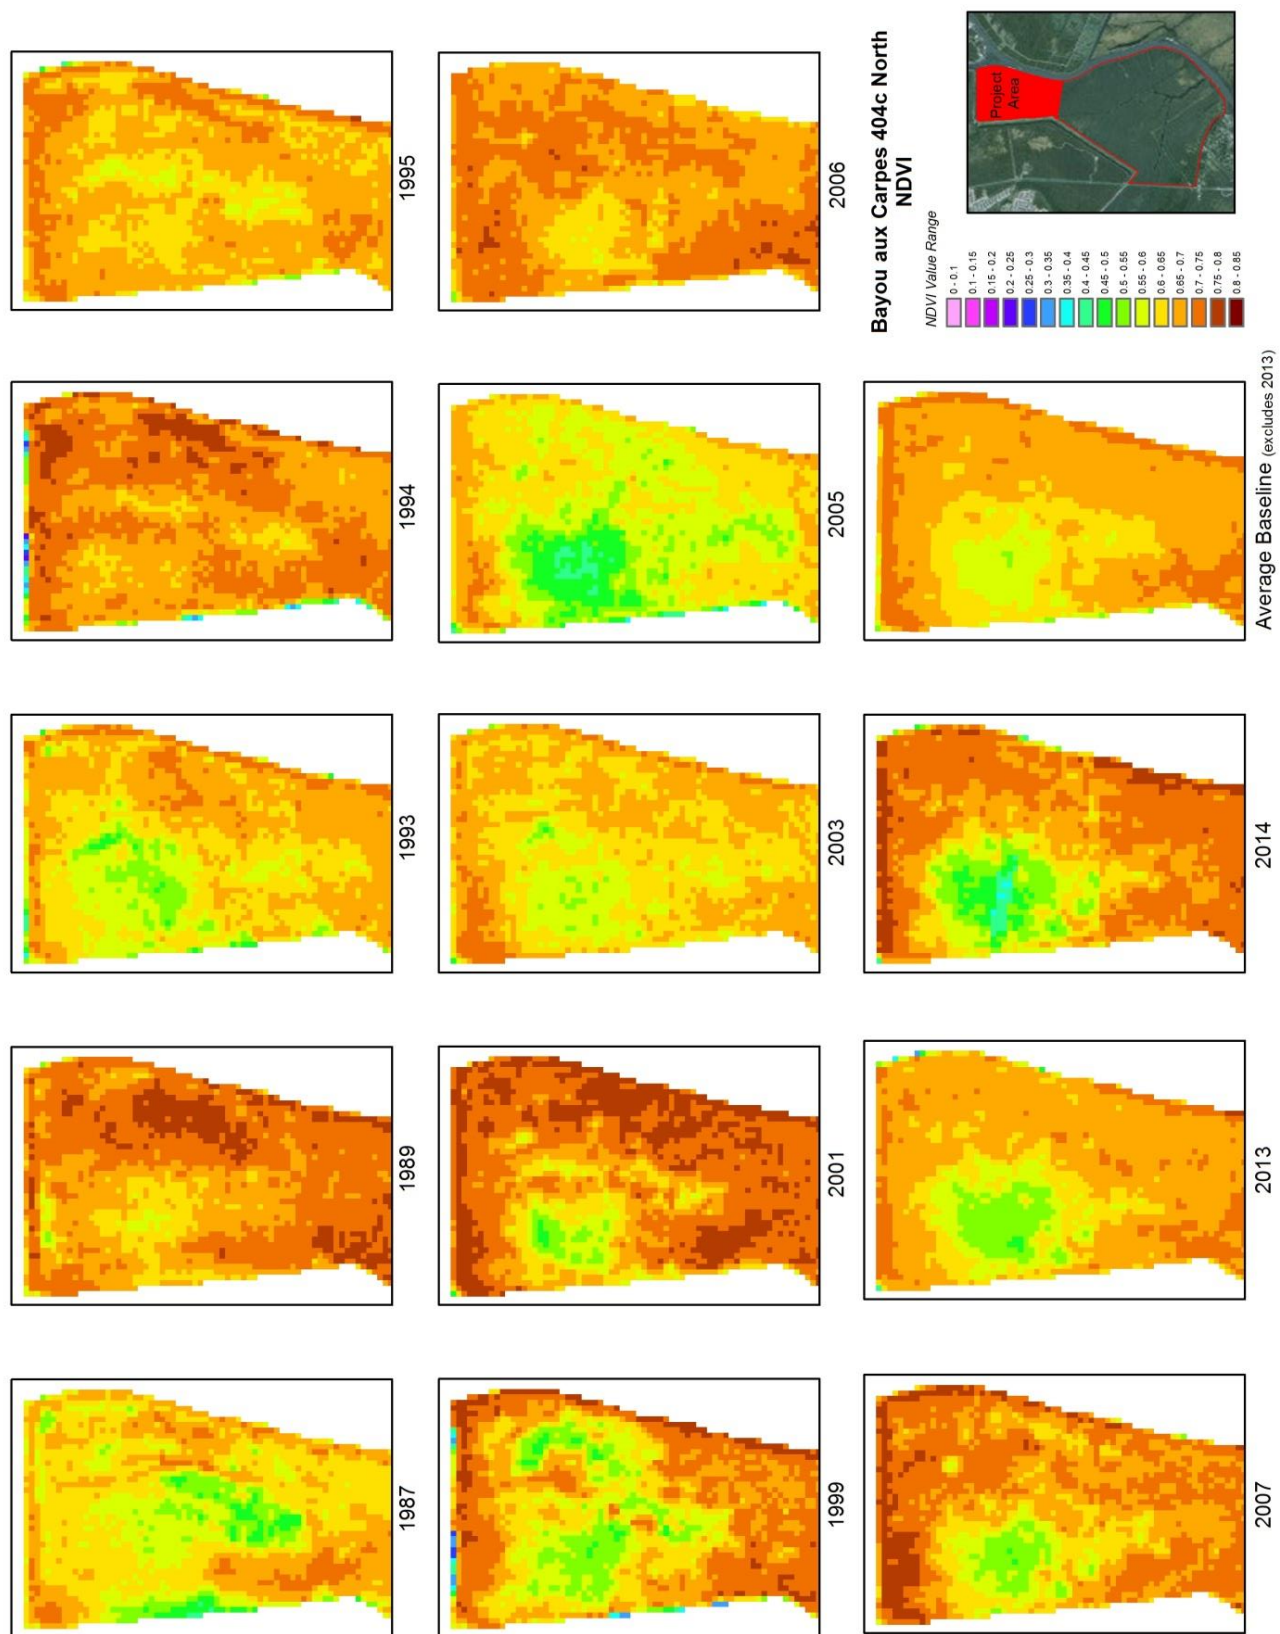 1987
1989
1993
1994
1995
1999
2001
2003
2005
2006
2007
2013
2014
Average Baseline (excludes 2013)
Bayou aux Carpes 404c North
NDVI
NDVI Value Range
0 - 0.1
0.1 - 0.15
0.15 - 0.2
0.2 - 0.25
0.25 - 0.3
0.3 - 0.35
0.35 - 0.4
0.4 - 0.45
0.45 - 0.5
0.5 - 0.55
0.55 - 0.6
0.6 - 0.65
0.65 - 0.7
0.7 - 0.75
0.75 - 0.8
0.8 - 0.85
Project
Area